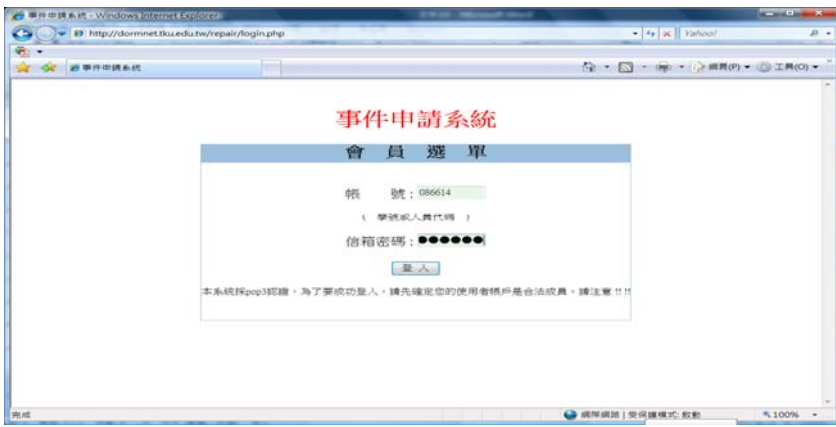 事件申請系統 - Windows Internet Explorer
http://dormnet.tku.edu.tw/repair/login.php
Yahoo!
事件申請系統
網頁(P)
工具(O)
事件申請系統
會 員 選 單
帳 號：086614
( 學號或人員代碼 )
信箱密碼：●●●●●●
登 入
本系統採pop3認證，為了要成功登入，請先確定您的使用者帳戶是合法成員，請注意!! !!
完成
網際網路 | 受保護模式: 啟動
100%